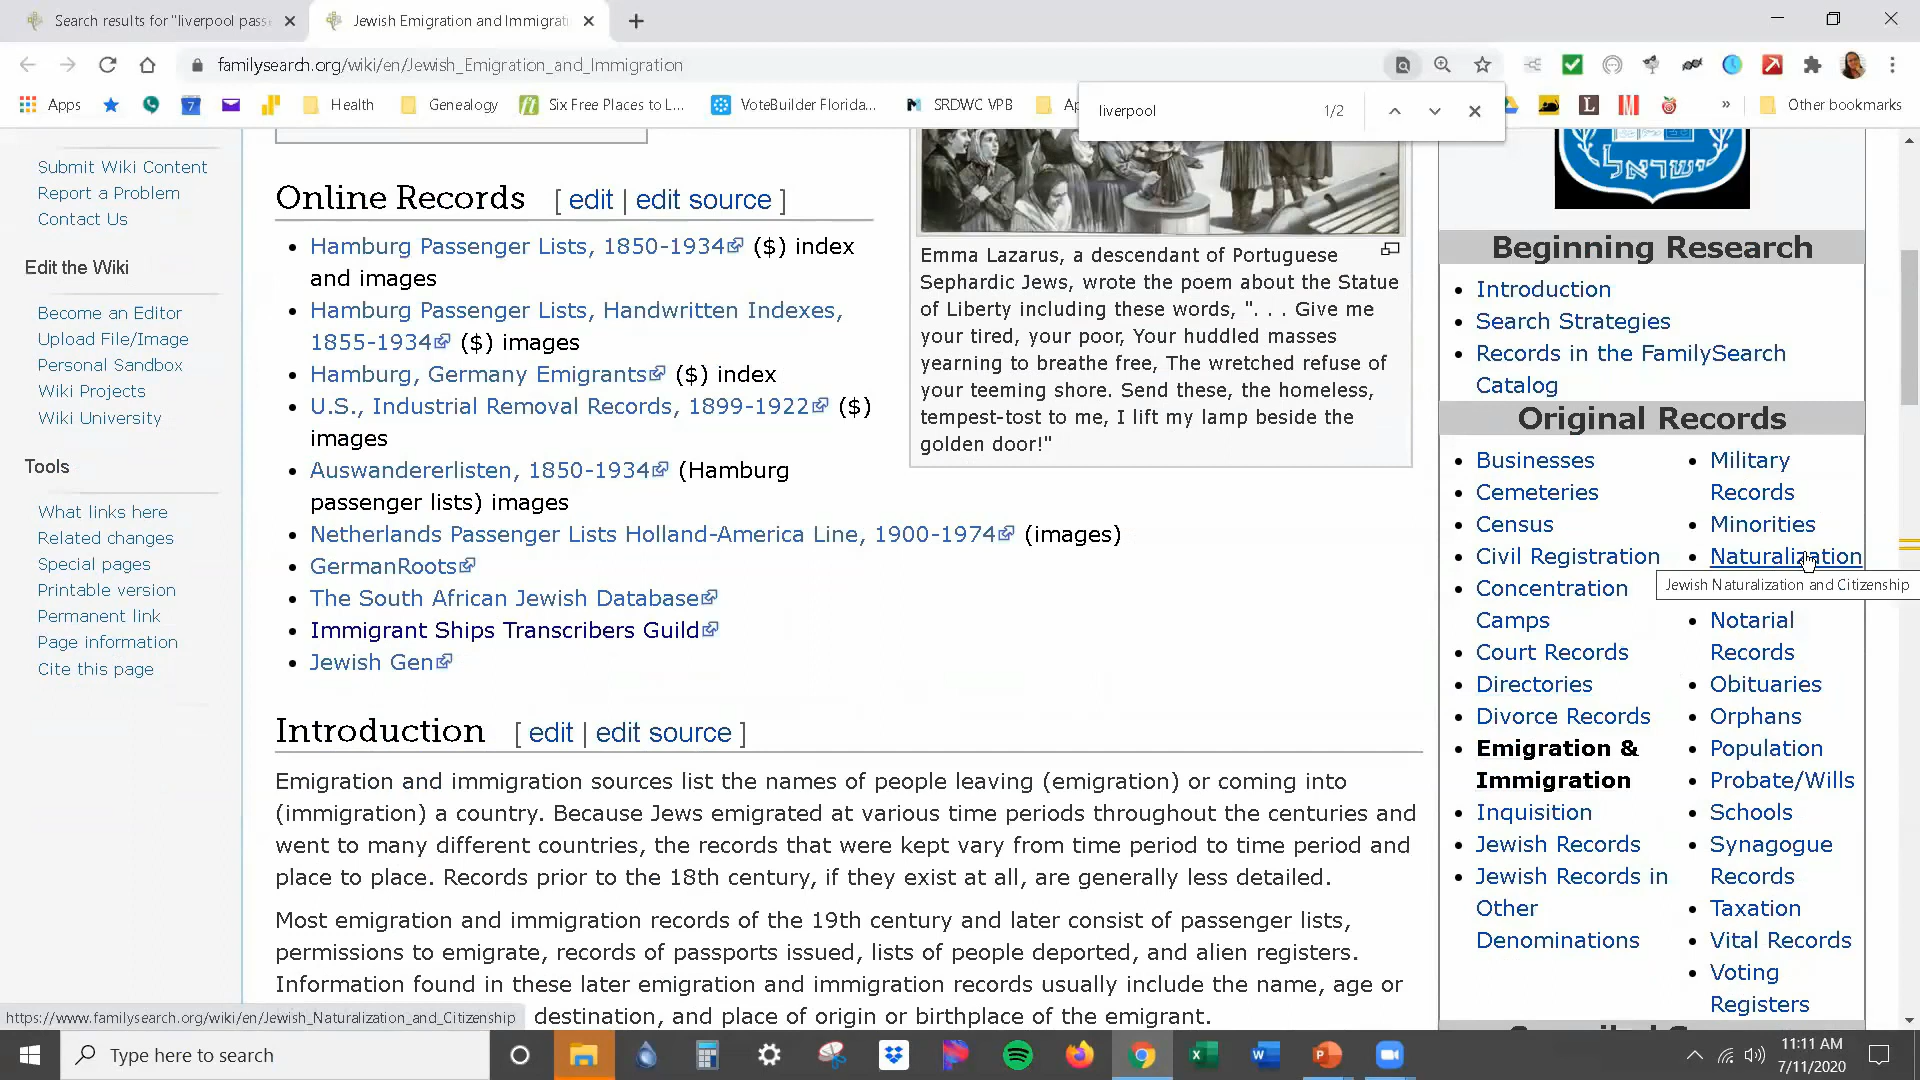 Search results for "liverpool pass
Jewish Emigration and Immigrati
familysearch.org/wiki/en/Jewish_Emigration_and_Immigration
Apps
7
Health
Genealogy
Six Free Places to L...
VoteBuilder Florida...
SRDWC VPB
Ap
liverpool
1/2
L
»
Other bookmarks
Submit Wiki Content
Report a Problem
Contact Us
Edit the Wiki
Become an Editor
Upload File/Image
Personal Sandbox
Wiki Projects
Wiki University
Tools
What links here
Related changes
Special pages
Printable version
Permanent link
Page information
Cite this page
Online Records [ edit | edit source ]
Hamburg Passenger Lists, 1850-1934 ($) index
and images
Hamburg Passenger Lists, Handwritten Indexes,
1855-1934 ($) images
Hamburg, Germany Emigrants ($) index
U.S., Industrial Removal Records, 1899-1922 ($)
images
Auswandererlisten, 1850-1934 (Hamburg
passenger lists) images
Netherlands Passenger Lists Holland-America Line, 1900-1974 (images)
GermanRoots
The South African Jewish Database
Immigrant Ships Transcribers Guild
Jewish Gen
Emma Lazarus, a descendant of Portuguese
Sephardic Jews, wrote the poem about the Statue
of Liberty including these words, ". . . Give me
your tired, your poor, Your huddled masses
yearning to breathe free, The wretched refuse of
your teeming shore. Send these, the homeless,
tempest-tost to me, I lift my lamp beside the
golden door!"
Introduction [ edit | edit source ]
Emigration and immigration sources list the names of people leaving (emigration) or coming into
(immigration) a country. Because Jews emigrated at various time periods throughout the centuries and
went to many different countries, the records that were kept vary from time period to time period and
place to place. Records prior to the 18th century, if they exist at all, are generally less detailed.
Most emigration and immigration records of the 19th century and later consist of passenger lists,
permissions to emigrate, records of passports issued, lists of people deported, and alien registers.
Information found in these later emigration and immigration records usually include the name, age or
destination, and place of origin or birthplace of the emigrant.
https://www.familysearch.org/wiki/en/Jewish_Naturalization_and_Citizenship
ישראל
Beginning Research
Introduction
Search Strategies
Records in the FamilySearch
Catalog
Original Records
Businesses
Cemeteries
Census
Civil Registration
Concentration
Camps
Court Records
Directories
Divorce Records
Emigration &
Immigration
Inquisition
Jewish Records
Jewish Records in
Other
Denominations
Military
Records
Minorities
Naturalization
Jewish Naturalization and Citizenship
Notarial
Records
Obituaries
Orphans
Population
Probate/Wills
Schools
Synagogue
Records
Taxation
Vital Records
Voting
Registers
Type here to search
11:11 AM
7/11/2020